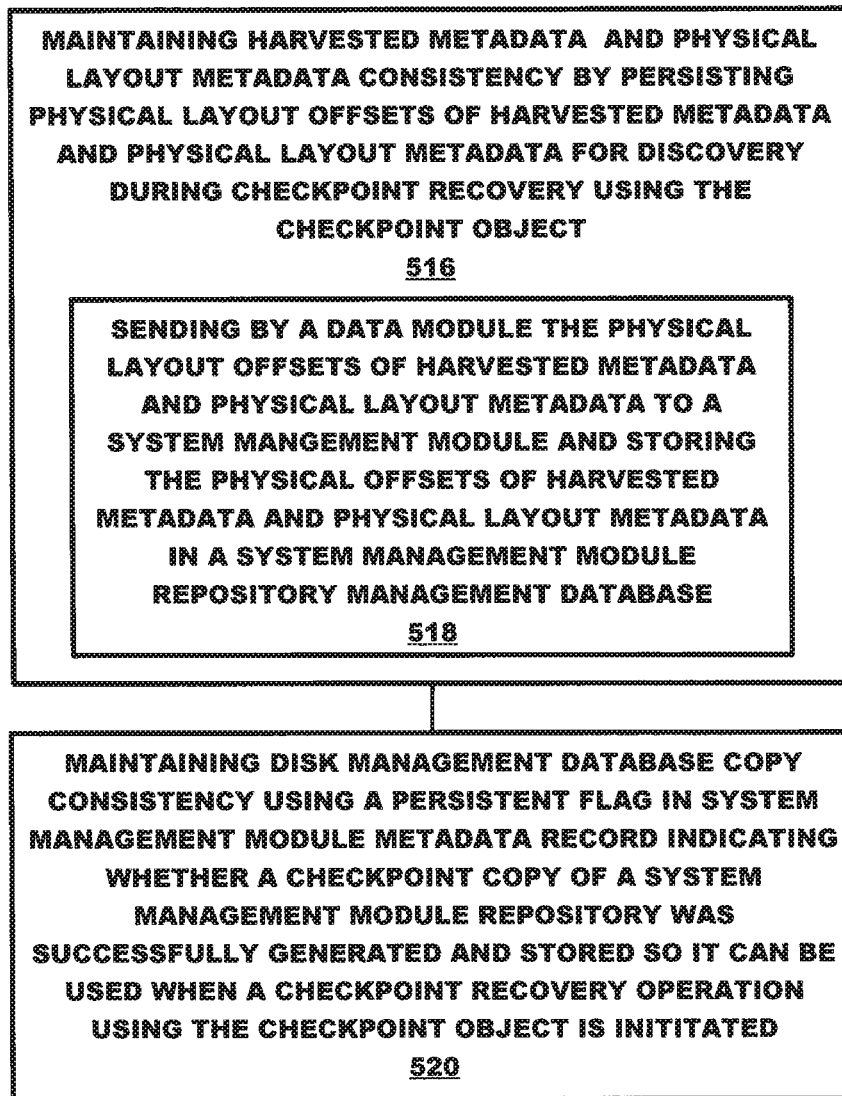 MAINTAINING HARVESTED METADATA AND PHYSICAL
LAYOUT METADATA CONSISTENCY BY PERSISTING
PHYSICAL LAYOUT OFFSETS OF HARVESTED METADATA
AND PHYSICAL LAYOUT METADATA FOR DISCOVERY
DURING CHECKPOINT RECOVERY USING THE
CHECKPOINT OBJECT
516
SENDING BY A DATA MODULE THE PHYSICAL
LAYOUT OFFSETS OF HARVESTED METADATA
AND PHYSICAL LAYOUT METADATA TO A
SYSTEM MANGEMENT MODULE AND STORING
THE PHYSICAL OFFSETS OF HARVESTED
METADATA AND PHYSICAL LAYOUT METADATA
IN A SYSTEM MANAGEMENT MODULE
REPOSITORY MANAGEMENT DATABASE
518
MAINTAINING DISK MANAGEMENT DATABASE COPY
CONSISTENCY USING A PERSISTENT FLAG IN SYSTEM
MANAGEMENT MODULE METADATA RECORD INDICATING
WHETHER A CHECKPOINT COPY OF A SYSTEM
MANAGEMENT MODULE REPOSITORY WAS
SUCCESSFULLY GENERATED AND STORED SO IT CAN BE
USED WHEN A CHECKPOINT RECOVERY OPERATION
USING THE CHECKPOINT OBJECT IS INITITATED
520